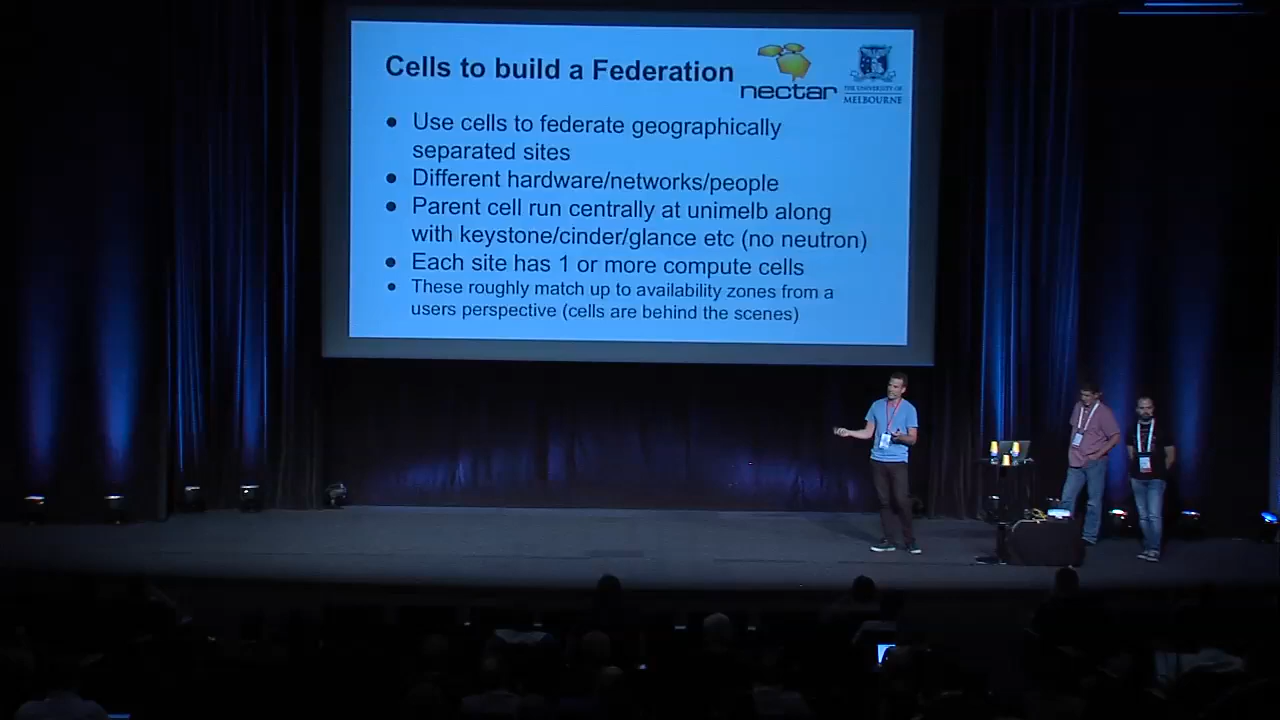 Cells to build a Federation
nectar
THE UNIVERSITY OF
MELBOURNE
● Use cells to federate geographically
separated sites
● Different hardware/networks/people
● Parent cell run centrally at unimelb along
with keystone/cinder/glance etc (no neutron)
● Each site has 1 or more compute cells
● These roughly match up to availability zones from a
users perspective (cells are behind the scenes)